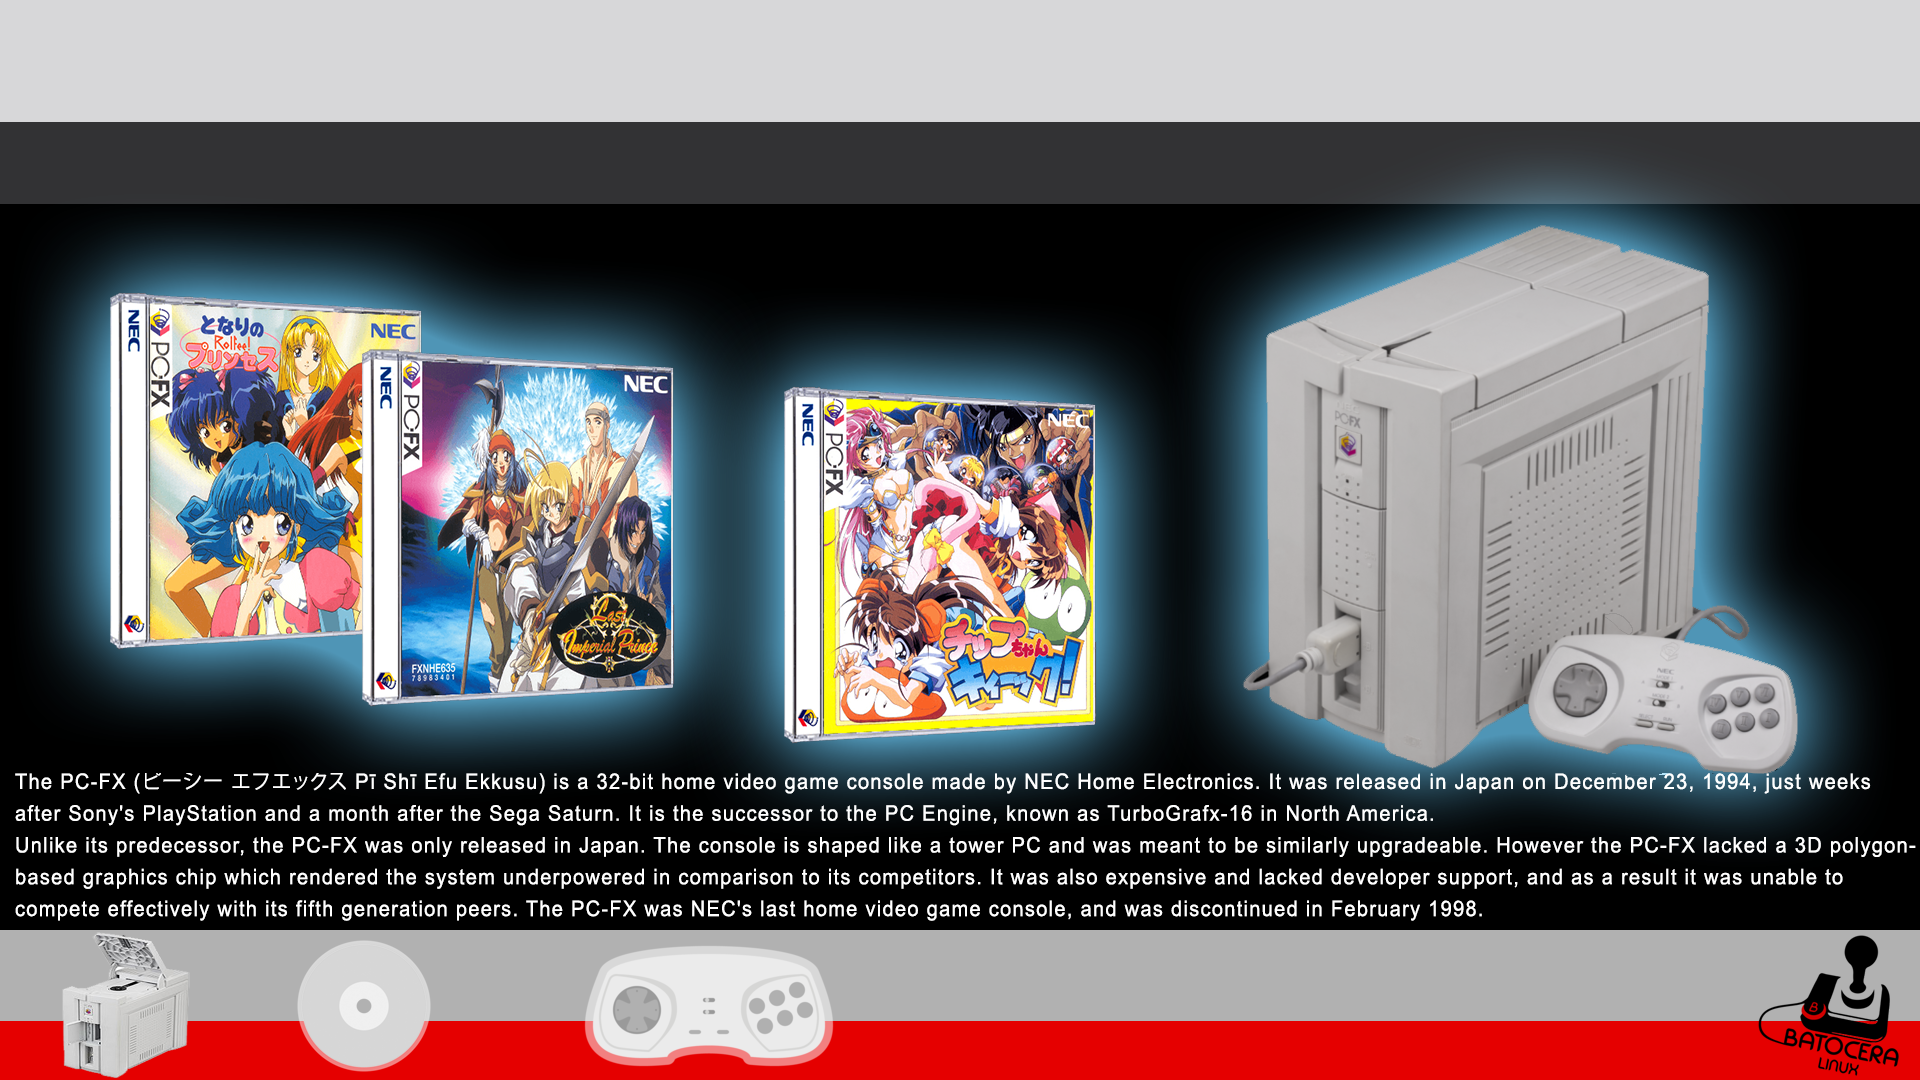 NEC
PC-FX
となりの
Rolfee!
プリンセス
NEC
NEC
PC-FX
NEC
Last
Imperial Prince
FXNHE635
78983401
NEC
PC-FX
NEC
チップちゃん
キィーック!
PC-FX
NEC
The PC-FX (ピーシー エフエックス Pī Shī Efu Ekkusu) is a 32-bit home video game console made by NEC Home Electronics. It was released in Japan on December 23, 1994, just weeks
after Sony's PlayStation and a month after the Sega Saturn. It is the successor to the PC Engine, known as TurboGrafx-16 in North America.
Unlike its predecessor, the PC-FX was only released in Japan. The console is shaped like a tower PC and was meant to be similarly upgradeable. However the PC-FX lacked a 3D polygon-
based graphics chip which rendered the system underpowered in comparison to its competitors. It was also expensive and lacked developer support, and as a result it was unable to
compete effectively with its fifth generation peers. The PC-FX was NEC's last home video game console, and was discontinued in February 1998.
B
BATOCERA
LINUX